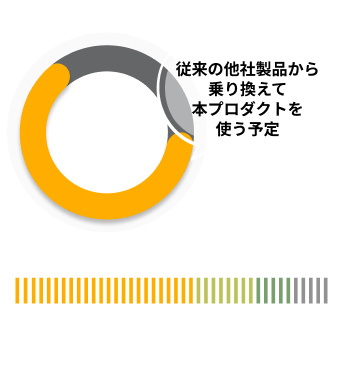 従来の他社製品から
乗り換えて
本プロダクトを
使う予定